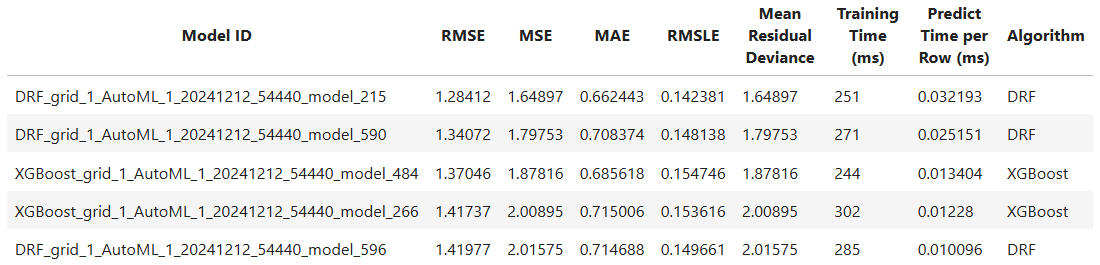 Model ID RMSE MSE MAE RMSLE Mean Residual Deviance Training Time (ms) Predict Time per Row (ms) Algorithm
DRF_grid_1_AutoML_1_20241212_54440_model_215 1.28412 1.64897 0.662443 0.142381 1.64897 251 0.032193 DRF
DRF_grid_1_AutoML_1_20241212_54440_model_590 1.34072 1.79753 0.708374 0.148138 1.79753 271 0.025151 DRF
XGBoost_grid_1_AutoML_1_20241212_54440_model_484 1.37046 1.87816 0.685618 0.154746 1.87816 244 0.013404 XGBoost
XGBoost_grid_1_AutoML_1_20241212_54440_model_266 1.41737 2.00895 0.715006 0.153616 2.00895 302 0.01228 XGBoost
DRF_grid_1_AutoML_1_20241212_54440_model_596 1.41977 2.01575 0.714688 0.149661 2.01575 285 0.010096 DRF